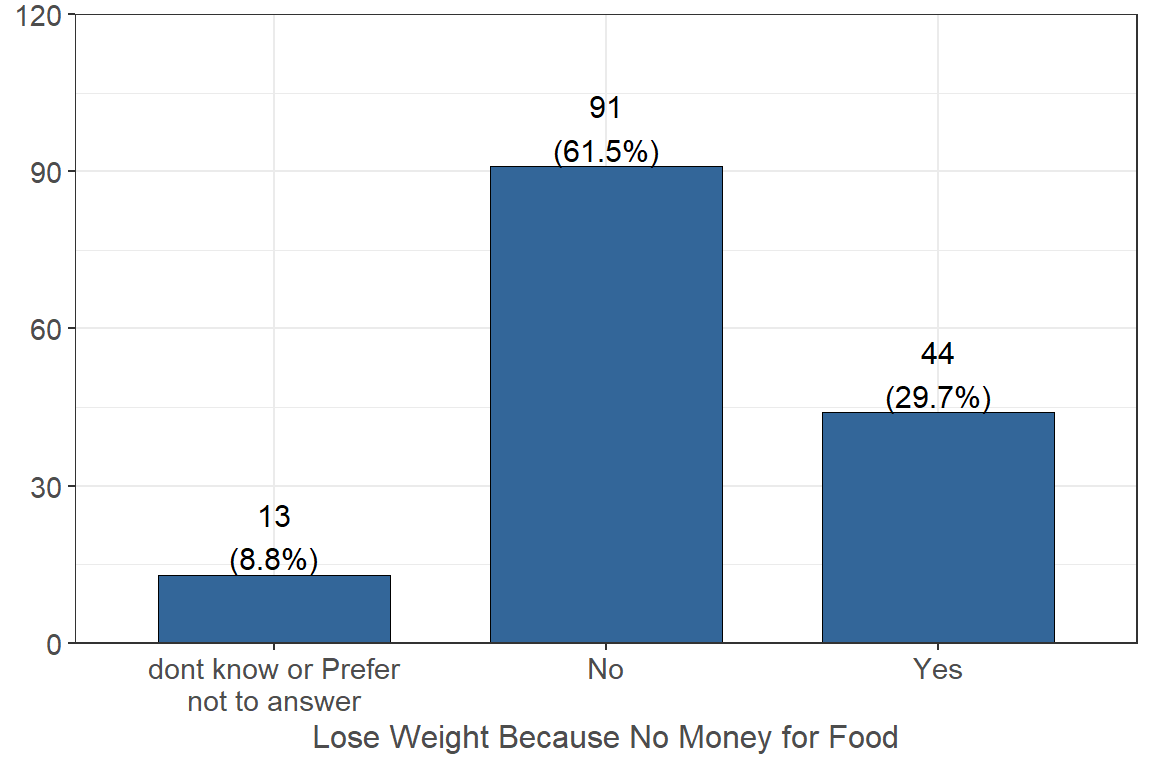 120
90
60
30
0
13
(8.8%)
91
(61.5%)
44
(29.7%)
dont know or Prefer
not to answer
No
Yes
Lose Weight Because No Money for Food